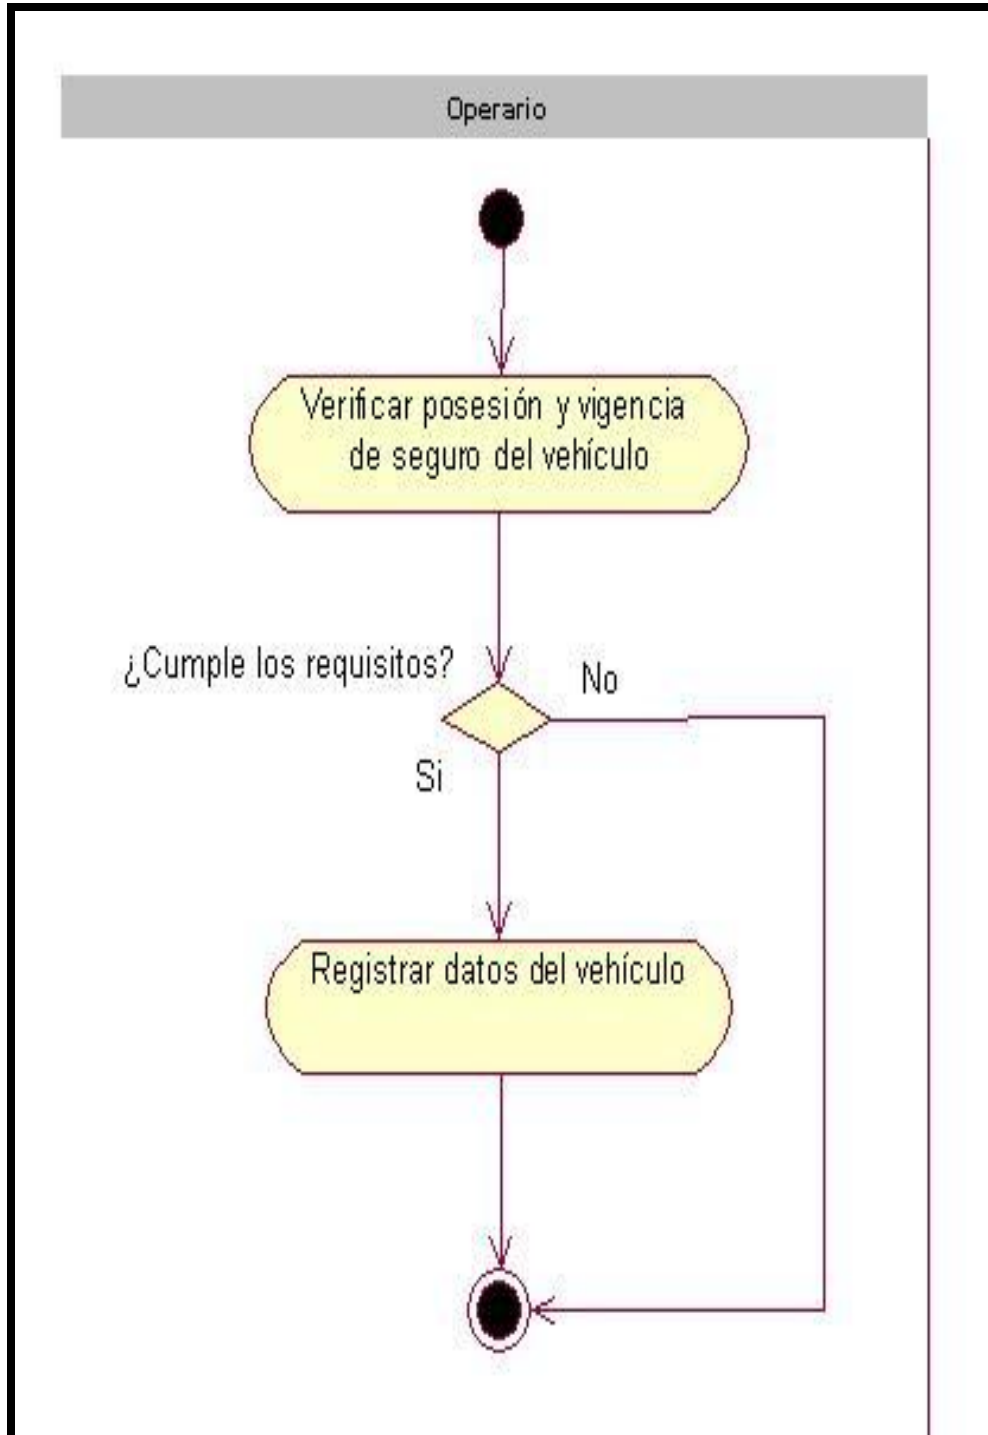 Operario
Verificar posesión y vigencia
de seguro del vehículo
¿Cumple los requisitos?
No
Si
Registrar datos del vehículo